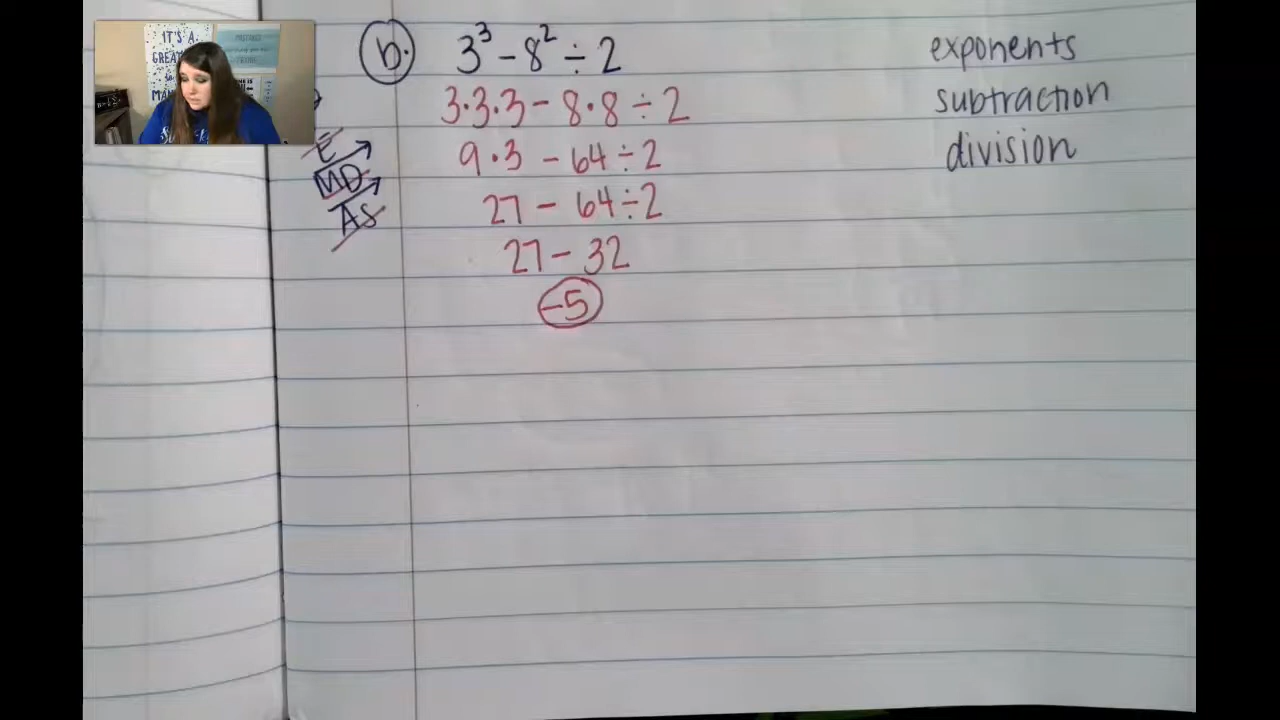 IT'S A
GREAT
b. 3³ - 8² ÷ 2 exponents
3·3·3 - 8·8 ÷ 2 subtraction
E
9·3 - 64 ÷ 2 division
MD
27 - 64 ÷ 2
AS
27 - 32
-5